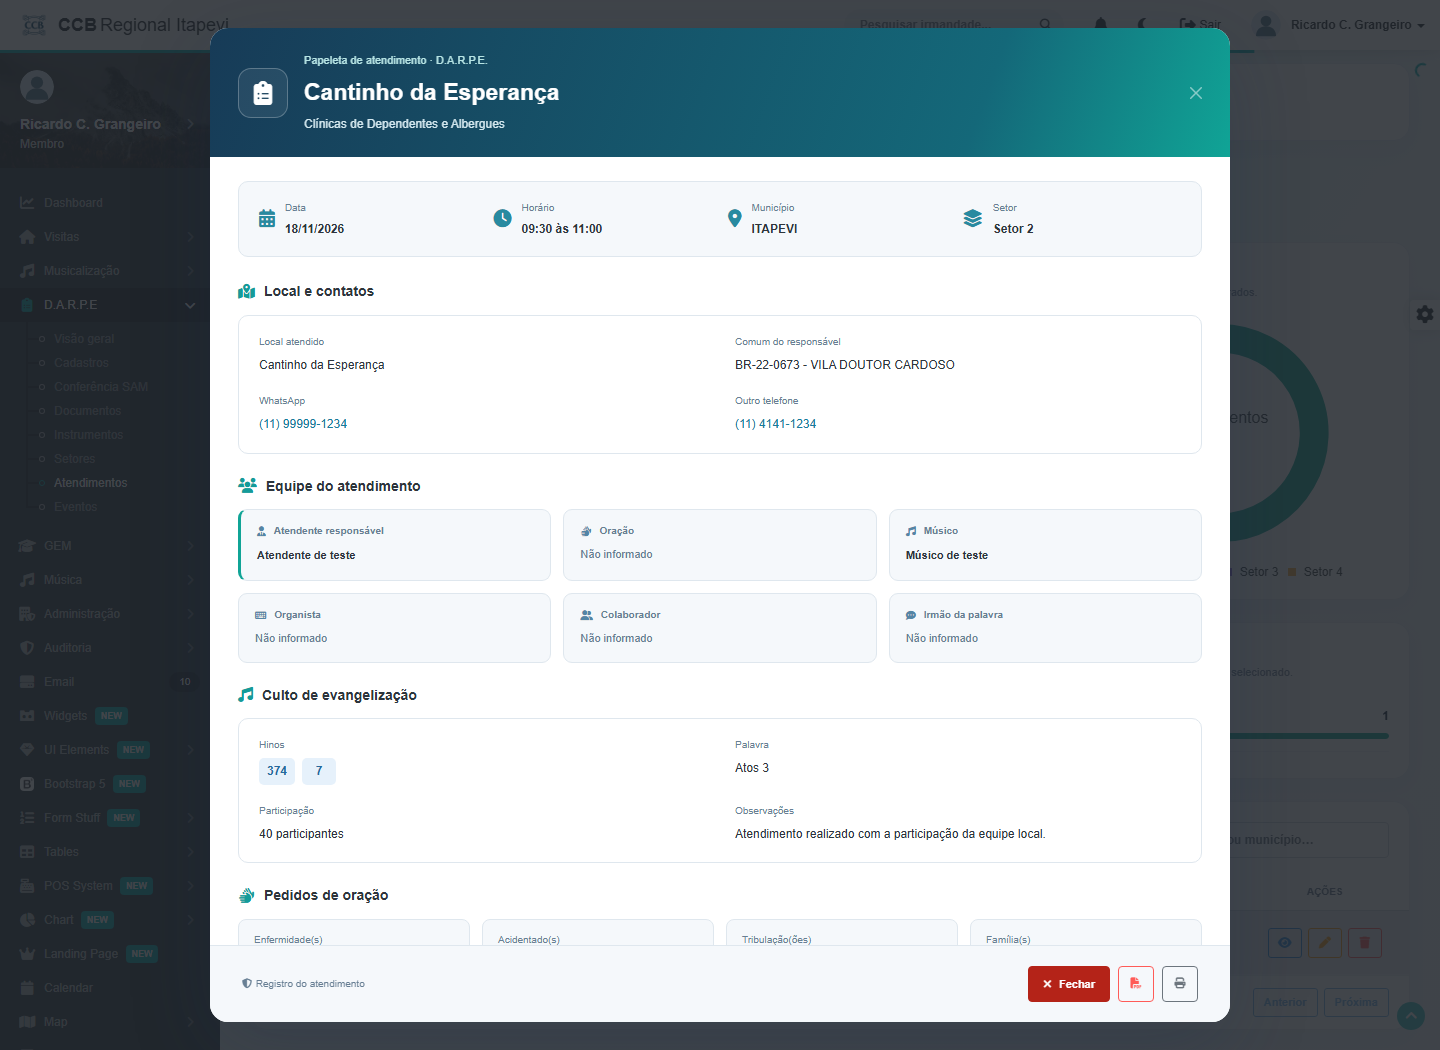 CCB Regional Itapevi
Pesquisar irmandade...
Sair
Ricardo C. Grangeiro
Ricardo C. Grangeiro
Membro
Dashboard
Visitas
Musicalização
D.A.R.P.E
Visão geral
Cadastros
Conferência SAM
Documentos
Instrumentos
Setores
Atendimentos
Eventos
GEM
Música
Administração
Auditoria
Email 10
Widgets NEW
UI Elements NEW
Bootstrap 5 NEW
Form Stuff NEW
Tables
POS System NEW
Chart NEW
Landing Page NEW
Calendar
Map
Papeleta de atendimento · D.A.R.P.E.
Cantinho da Esperança
Clínicas de Dependentes e Albergues
Data
18/11/2026
Horário
09:30 às 11:00
Município
ITAPEVI
Setor
Setor 2
Local e contatos
Local atendido
Cantinho da Esperança
Comum do responsável
BR-22-0673 - VILA DOUTOR CARDOSO
WhatsApp
(11) 99999-1234
Outro telefone
(11) 4141-1234
Equipe do atendimento
Atendente responsável
Atendente de teste
Oração
Não informado
Músico
Músico de teste
Organista
Não informado
Colaborador
Não informado
Irmão da palavra
Não informado
Culto de evangelização
Hinos
374 7
Palavra
Atos 3
Participação
40 participantes
Observações
Atendimento realizado com a participação da equipe local.
Pedidos de oração
Enfermidade(s)
Acidentado(s)
Tribulação(ões)
Família(s)
Registro do atendimento
Fechar
ados.
entos
Setor 3 Setor 4
selecionado.
1
ou município...
AÇÕES
Anterior Próxima